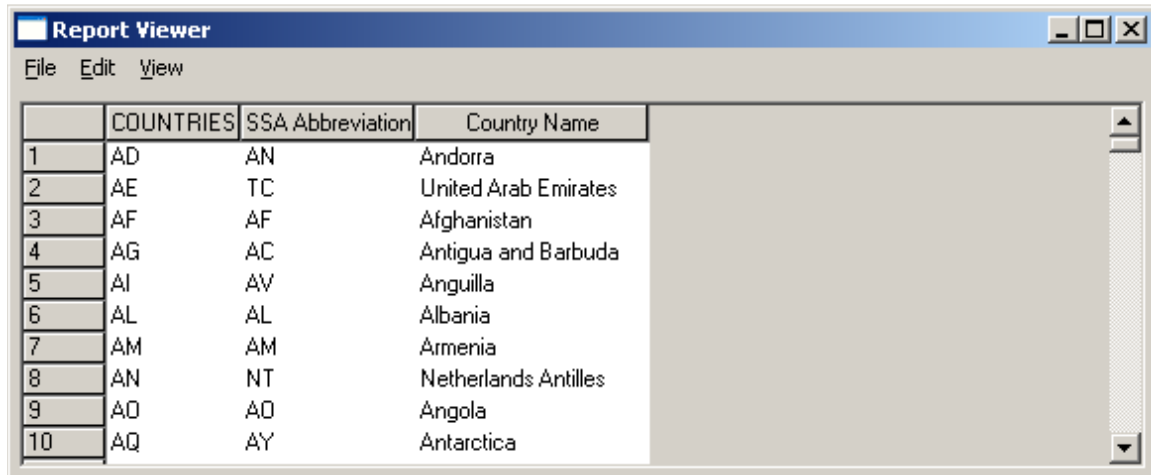 Report Viewer
File Edit View
COUNTRIES SSA Abbreviation Country Name
1 AD AN Andorra
2 AE TC United Arab Emirates
3 AF AF Afghanistan
4 AG AC Antigua and Barbuda
5 AI AV Anguilla
6 AL AL Albania
7 AM AM Armenia
8 AN NT Netherlands Antilles
9 AO AO Angola
10 AQ AY Antarctica